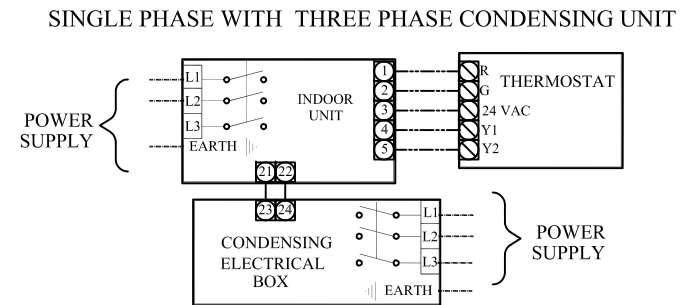 SINGLE PHASE WITH THREE PHASE CONDENSING UNIT
POWER
SUPPLY
L1
L2
L3
EARTH
INDOOR
UNIT
1
2
3
4
5
R
G
24 VAC
Y1
Y2
THERMOSTAT
21 22
23 24
CONDENSING
ELECTRICAL
BOX
L1
L2
L3
EARTH
POWER
SUPPLY